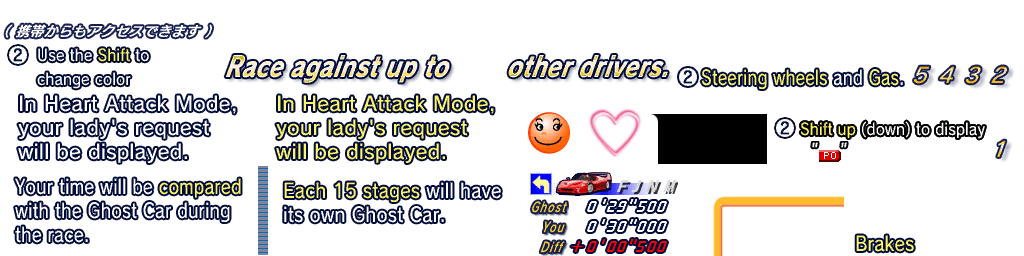 ( 携帯からもアクセスできます )
② Use the Shift to
change color
Race against up to
other drivers.
② Steering wheels and Gas.
5 4 3 2
1
In Heart Attack Mode,
your lady's request
will be displayed.
In Heart Attack Mode,
your lady's request
will be displayed.
② Shift up (down) to display
"PO"
Your time will be compared
with the Ghost Car during
the race.
Each 15 stages will have
its own Ghost Car.
Ghost 0'29"500
You 0'30"000
Diff +0'00"500
Brakes